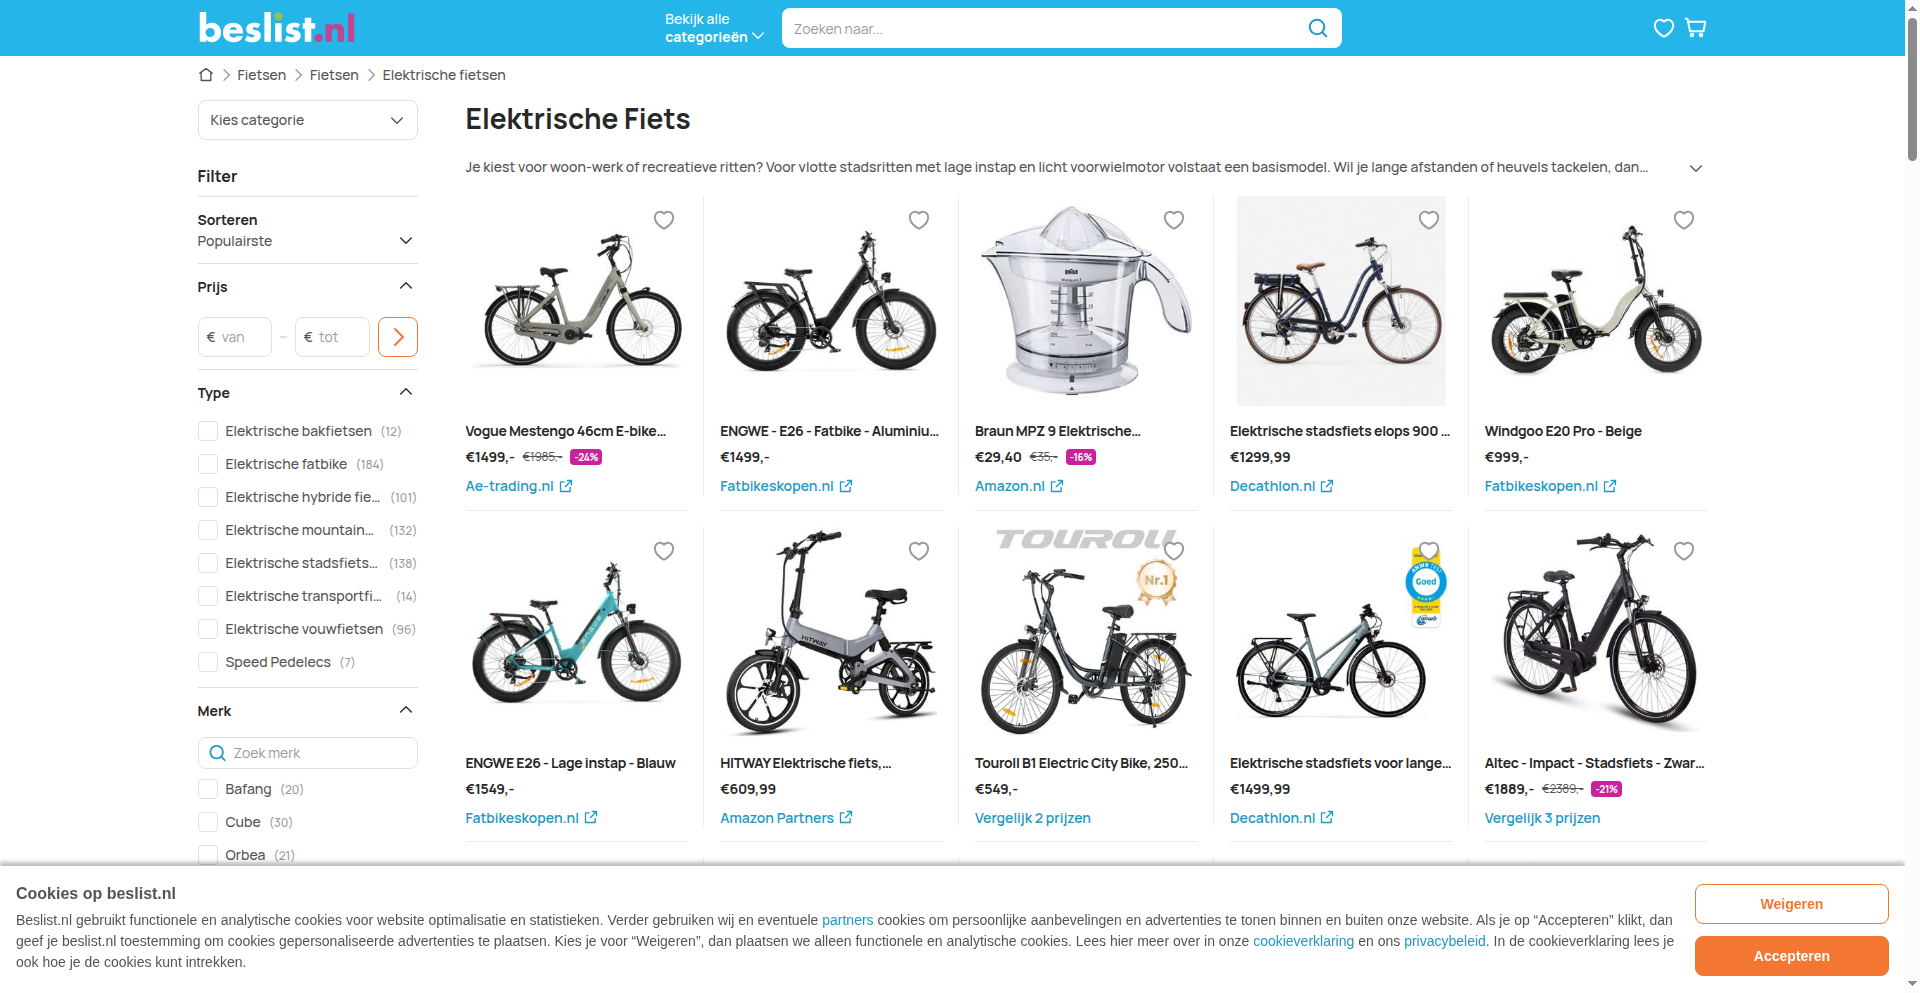 beslist.nl
Bekijk alle
categorieën
Zoeken naar...
Fietsen
Fietsen
Elektrische fietsen
Kies categorie
Elektrische Fiets
Je kiest voor woon-werk of recreatieve ritten? Voor vlotte stadsritten met lage instap en licht voorwielmotor volstaat een basismodel. Wil je lange afstanden of heuvels tackelen, dan...
Filter
Sorteren
Populairste
Prijs
€ van
–
€ tot
Type
Elektrische bakfietsen (12)
Elektrische fatbike (184)
Elektrische hybride fie... (101)
Elektrische mountain... (132)
Elektrische stadsfiets... (138)
Elektrische transportfi... (14)
Elektrische vouwfietsen (96)
Speed Pedelecs (7)
Merk
Zoek merk
Bafang (20)
Cube (30)
Orbea (21)
Vogue Mestengo 46cm E-bike...
€1499,- €1985,- -24%
Ae-trading.nl
ENGWE - E26 - Fatbike - Aluminiu...
€1499,-
Fatbikeskopen.nl
BRAUN
Braun MPZ 9 Elektrische...
€29,40 €35,- -16%
Amazon.nl
Elektrische stadsfiets elops 900 ...
€1299,99
Decathlon.nl
Windgoo E20 Pro - Beige
€999,-
Fatbikeskopen.nl
ENGWE
ENGWE E26 - Lage instap - Blauw
€1549,-
Fatbikeskopen.nl
HITWAY
HITWAY Elektrische fiets,...
€609,99
Amazon Partners
TOUROLL
Nr.1
Touroll B1 Electric City Bike, 250...
€549,-
Vergelijk 2 prijzen
ANWB TEST
Goed
anwb
Elektrische stadsfiets voor lange...
€1499,99
Decathlon.nl
Altec - Impact - Stadsfiets - Zwar...
€1889,- €2389,- -21%
Vergelijk 3 prijzen
Cookies op beslist.nl
Beslist.nl gebruikt functionele en analytische cookies voor website optimalisatie en statistieken. Verder gebruiken wij en eventuele partners cookies om persoonlijke aanbevelingen en advertenties te tonen binnen en buiten onze website. Als je op “Accepteren” klikt, dan
geef je beslist.nl toestemming om cookies gepersonaliseerde advertenties te plaatsen. Kies je voor “Weigeren”, dan plaatsen we alleen functionele en analytische cookies. Lees hier meer over in onze cookieverklaring en ons privacybeleid. In de cookieverklaring lees je
ook hoe je de cookies kunt intrekken.
Weigeren
Accepteren